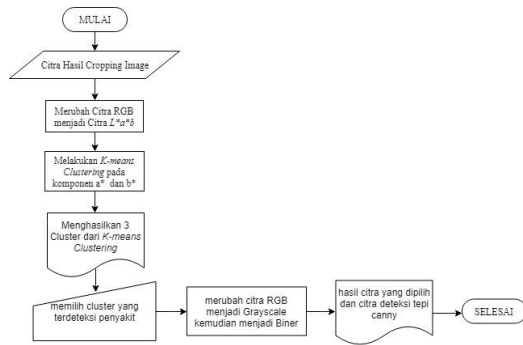 MULAI
Citra Hasil Cropping Image
Merubah Citra RGB
menjadi Citra L*a*b
Melakukan K-means
Clustering pada
komponen a* dan b*
Menghasilkan 3
Cluster dari K-means
Clustering
memilih cluster yang
terdeteksi penyakit
merubah citra RGB
menjadi Grayscale
kemudian menjadi Biner
hasil citra yang dipilih
dan citra deteksi tepi
canny
SELESAI